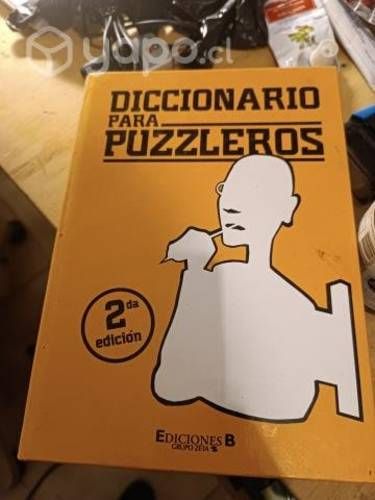 yapo.cl
DICCIONARIO
PARA
PUZZLEROS
2da
edición
EDICIONES B
GRUPO ZETA